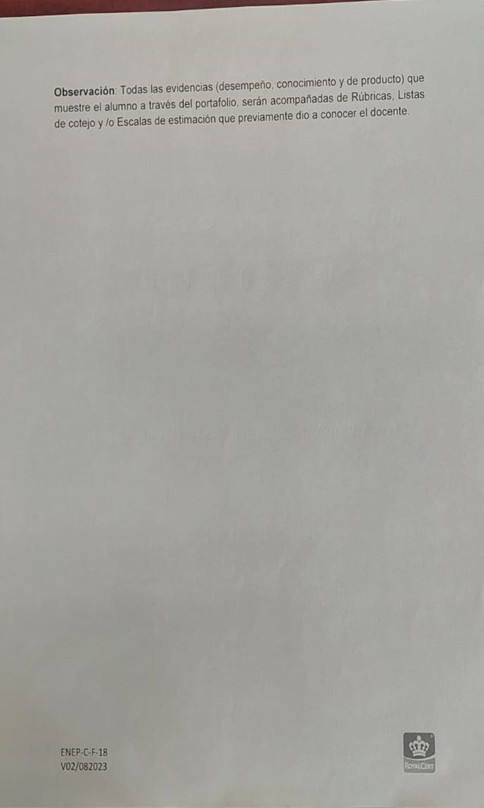 Observación: Todas las evidencias (desempeño, conocimiento y de producto) que
muestre el alumno a través del portafolio, serán acompañadas de Rúbricas, Listas
de cotejo y /o Escalas de estimación que previamente dio a conocer el docente.
ENEP-C-F-18
V02/082023
ROYALCERT